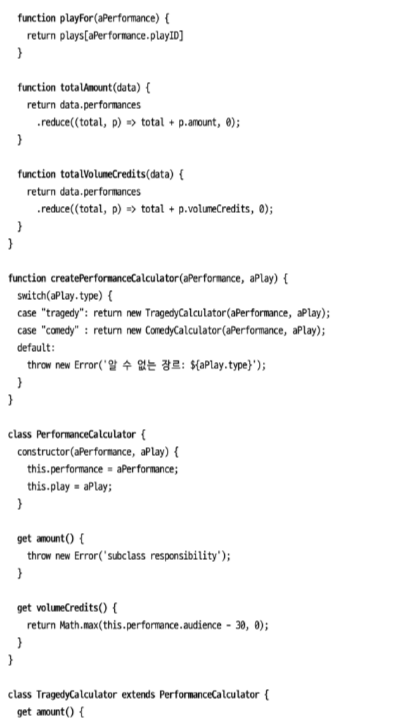 function playFor(aPerformance) {
return plays[aPerformance.playID]
}
function totalAmount(data) {
return data.performances
.reduce((total, p) => total + p.amount, 0);
}
function totalVolumeCredits(data) {
return data.performances
.reduce((total, p) => total + p.volumeCredits, 0);
}
}
function createPerformanceCalculator(aPerformance, aPlay) {
switch(aPlay.type) {
case "tragedy": return new TragedyCalculator(aPerformance, aPlay);
case "comedy" : return new ComedyCalculator(aPerformance, aPlay);
default:
throw new Error('알 수 없는 장르: ${aPlay.type}');
}
}
class PerformanceCalculator {
constructor(aPerformance, aPlay) {
this.performance = aPerformance;
this.play = aPlay;
}
get amount() {
throw new Error('subclass responsibility');
}
get volumeCredits() {
return Math.max(this.performance.audience - 30, 0);
}
}
class TragedyCalculator extends PerformanceCalculator {
get amount() {